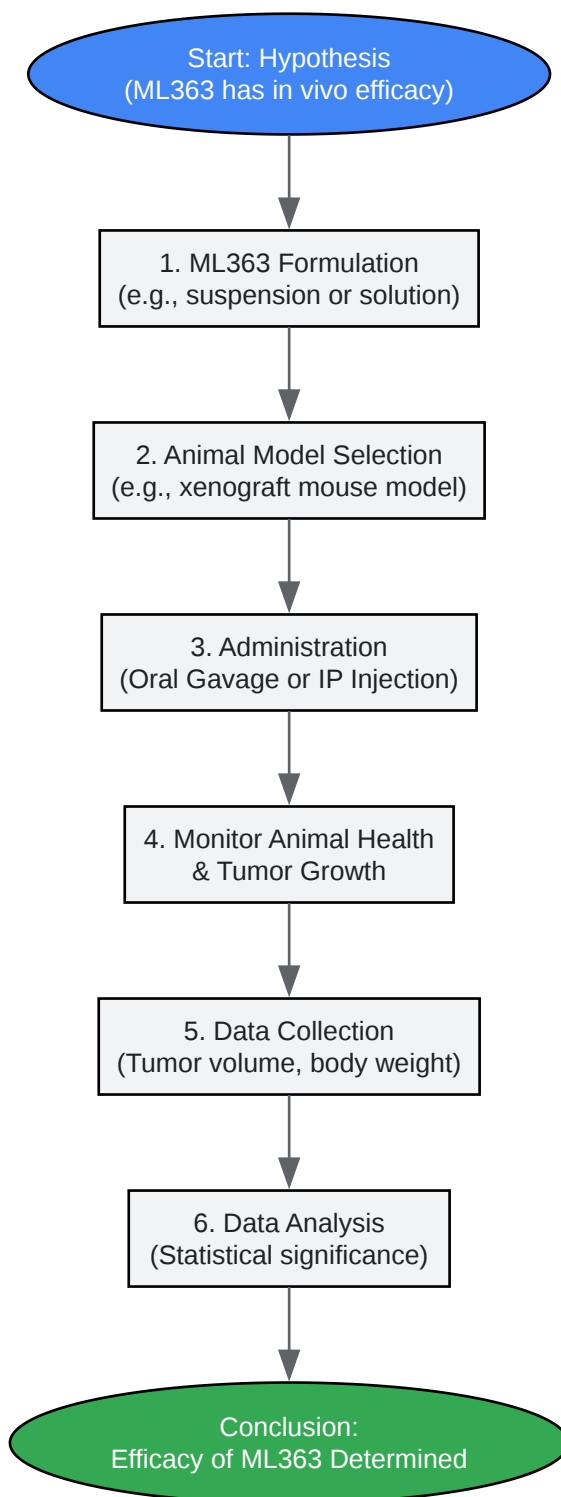 Start: Hypothesis
(ML363 has in vivo efficacy)
1. ML363 Formulation
(e.g., suspension or solution)
2. Animal Model Selection
(e.g., xenograft mouse model)
3. Administration
(Oral Gavage or IP Injection)
4. Monitor Animal Health
& Tumor Growth
5. Data Collection
(Tumor volume, body weight)
6. Data Analysis
(Statistical significance)
Conclusion:
Efficacy of ML363 Determined